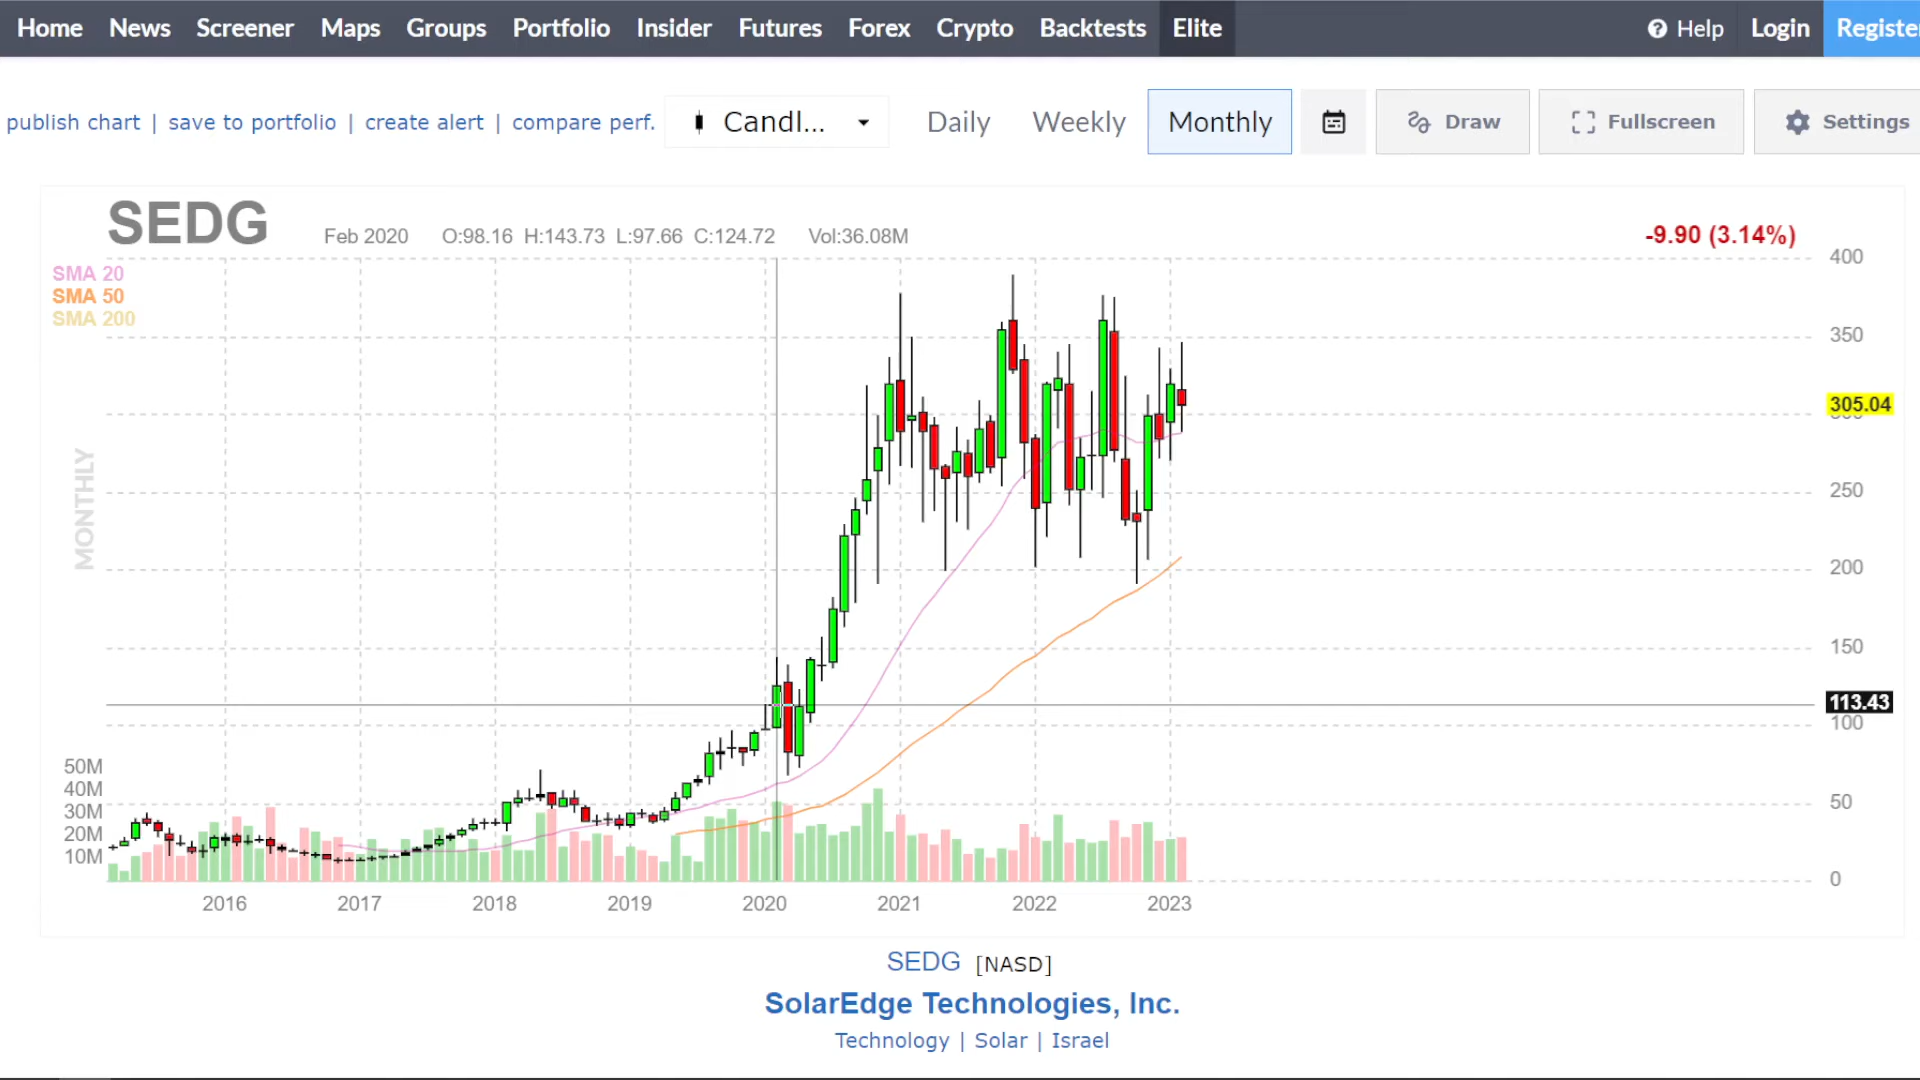 Home News Screener Maps Groups Portfolio Insider Futures Forex Crypto Backtests Elite Help Login Registe
publish chart | save to portfolio | create alert | compare perf. Candl... Daily Weekly Monthly Draw Fullscreen Settings
SEDG Feb 2020 O:98.16 H:143.73 L:97.66 C:124.72 Vol:36.08M -9.90 (3.14%)
SMA 20
SMA 50
SMA 200
MONTHLY
400
350
305.04
250
200
150
113.43
100
50
0
50M
40M
30M
20M
10M
2016 2017 2018 2019 2020 2021 2022 2023
SEDG [NASD]
SolarEdge Technologies, Inc.
Technology | Solar | Israel